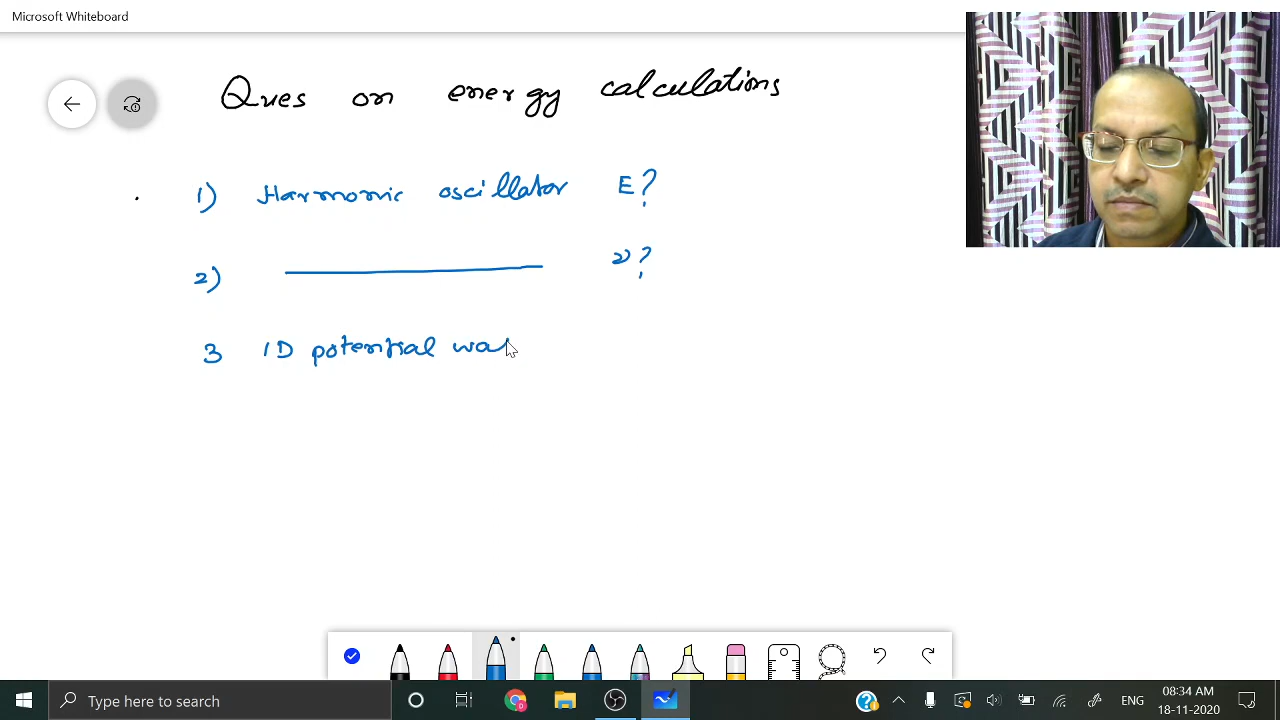 Microsoft Whiteboard
Ques on energy calculations
1) Harmonic oscillator E?
2) ν?
3 1D potential wal
Type here to search
ENG
08:34 AM
18-11-2020